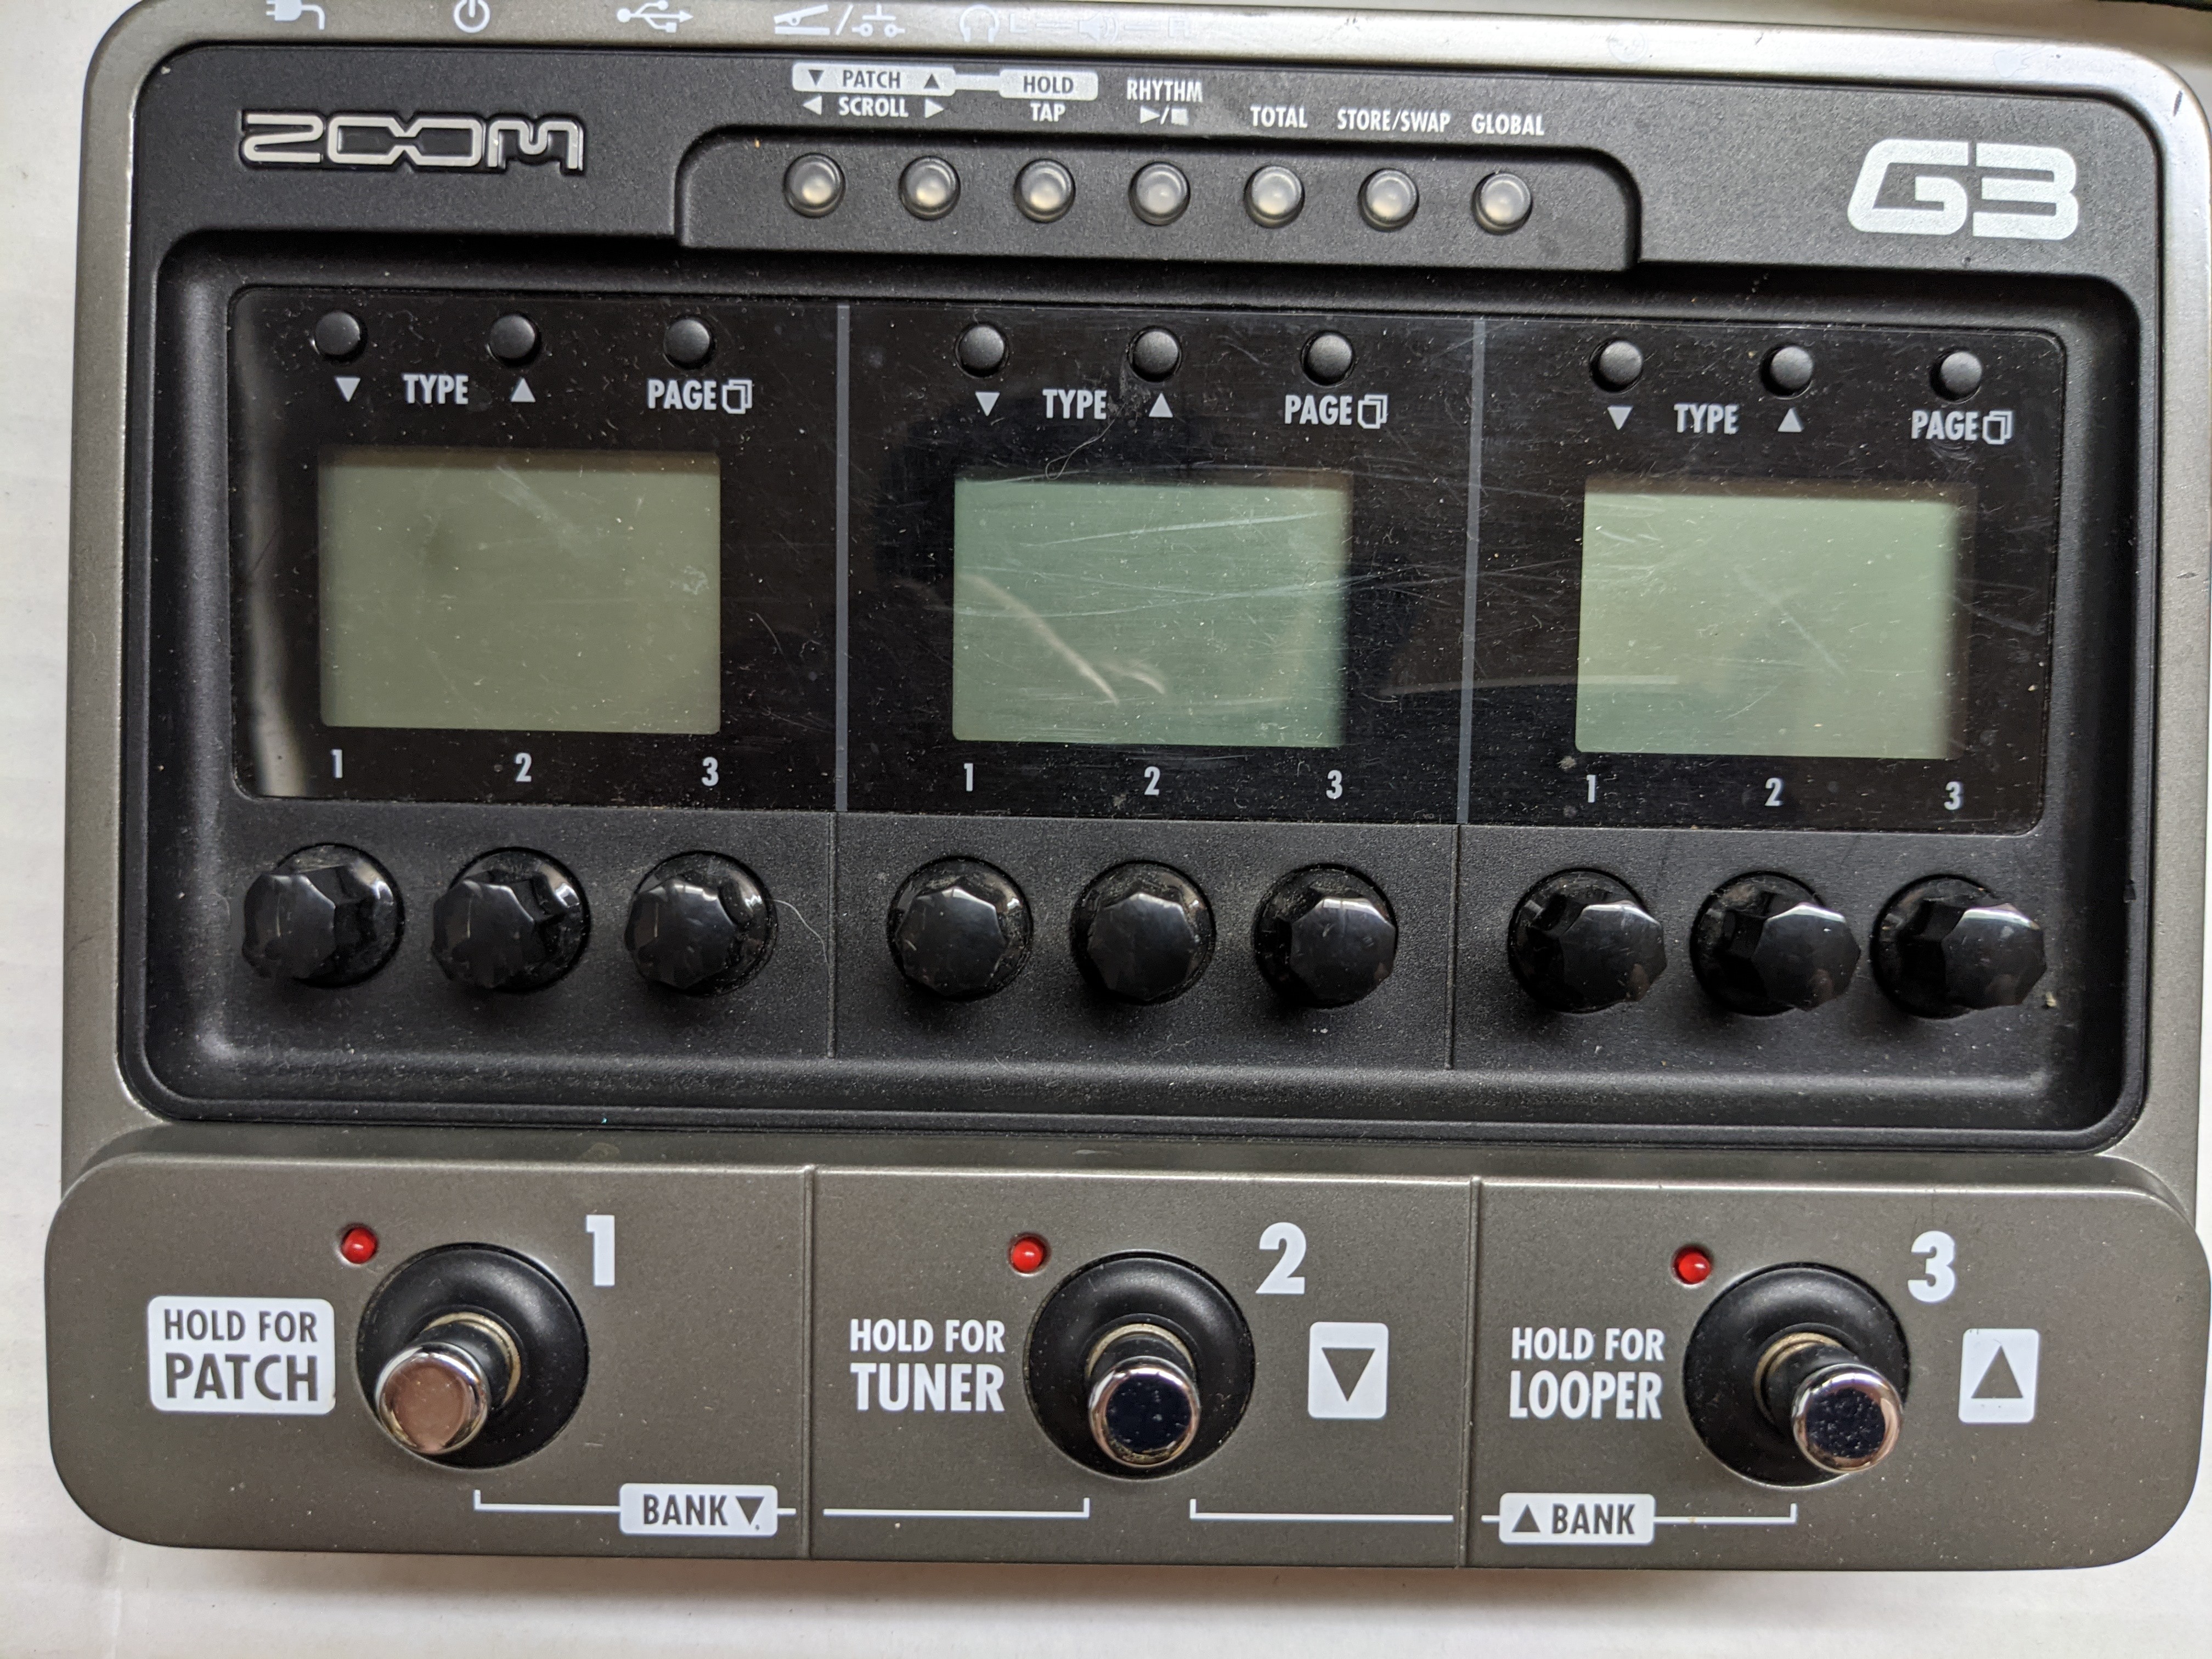 L R
ZOOM
▼ PATCH ▲ HOLD
◀ SCROLL ▶ TAP
RHYTHM
▶/■
TOTAL
STORE/SWAP
GLOBAL
G3
▼ TYPE ▲ PAGE
▼ TYPE ▲ PAGE
▼ TYPE ▲ PAGE
1 2 3
1 2 3
1 2 3
1
HOLD FOR
PATCH
2
HOLD FOR
TUNER
▼
3
HOLD FOR
LOOPER
▲
BANK ▼
▲ BANK